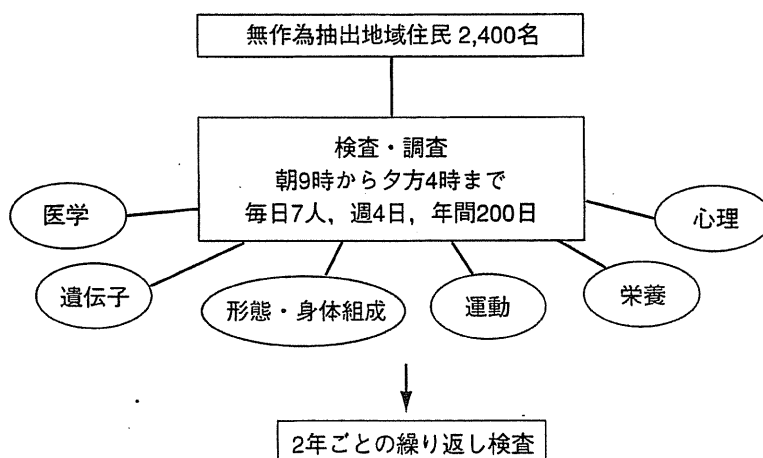 無作為抽出地域住民 2,400名
検査・調査
朝9時から夕方4時まで
毎日7人，週4日，年間200日
医学
心理
遺伝子
形態・身体組成
運動
栄養
2年ごとの繰り返し検査